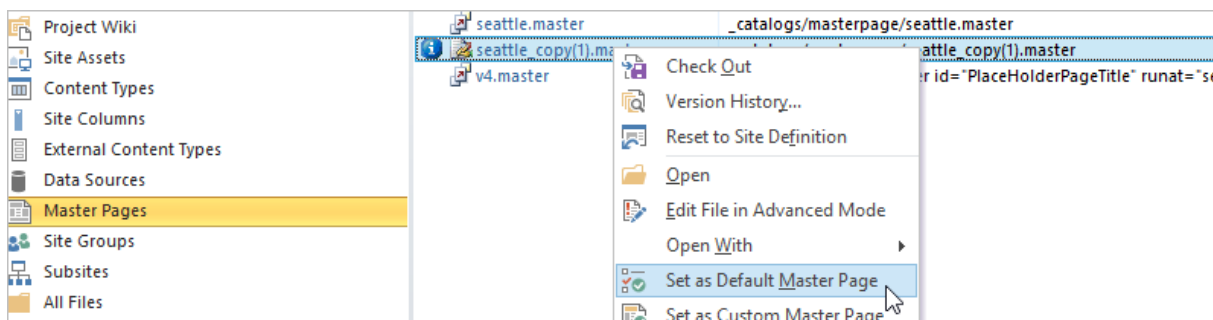 Project Wiki
Site Assets
Content Types
Site Columns
External Content Types
Data Sources
Master Pages
Site Groups
Subsites
All Files
seattle.master _catalogs/masterpage/seattle.master
seattle_copy(1).ma attle_copy(1).master
v4.master r id="PlaceHolderPageTitle" runat="se
Check Out
Version History...
Reset to Site Definition
Open
Edit File in Advanced Mode
Open With
Set as Default Master Page
Set as Custom Master Page